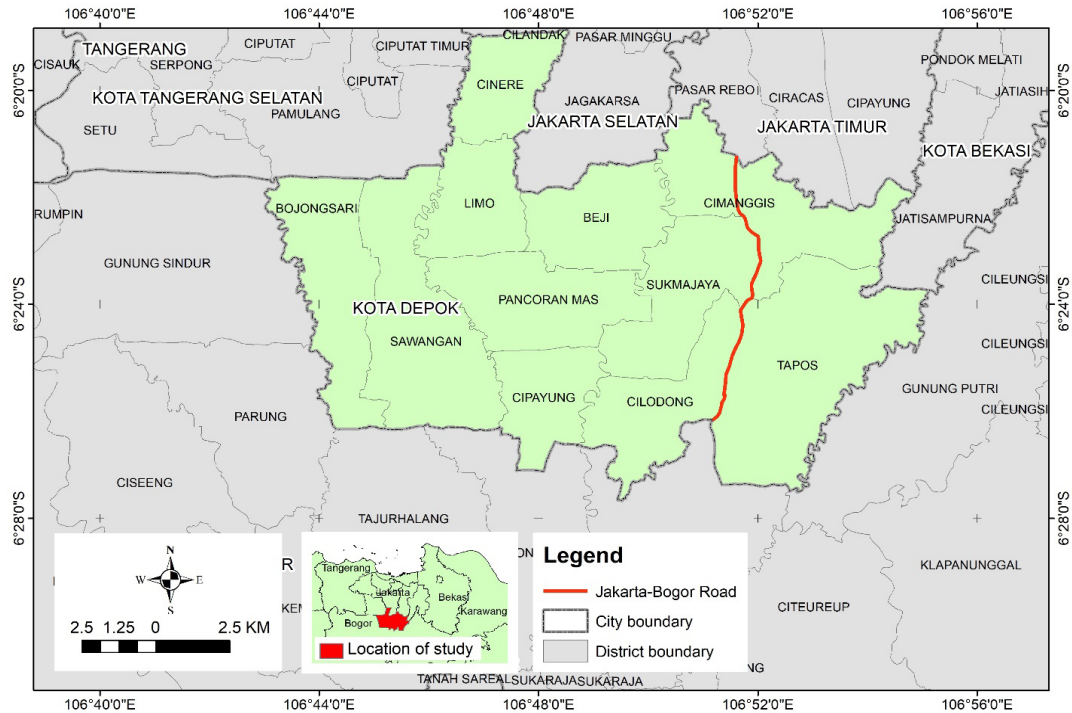 106°40'0"E 106°44'0"E 106°48'0"E 106°52'0"E 106°56'0"E
CILANDAK
PASAR MINGGU
CIPUTAT
CIPUTAT TIMUR
TANGERANG
CISAUK
SERPONG
PONDOK MELATI
CIPUTAT
CINERE
6°20'0"S
6°20'0"S
PASAR REBO
JATIASIH
KOTA TANGERANG SELATAN
JAGAKARSA
CIRACAS
CIPAYUNG
PAMULANG
JAKARTA SELATAN
JAKARTA TIMUR
SETU
KOTA BEKASI
LIMO
CIMANGGIS
BOJONGSARI
RUMPIN
BEJI
JATISAMPURNA
GUNUNG SINDUR
CILEUNGSI
SUKMAJAYA
PANCORAN MAS
6°24'0"S
6°24'0"S
KOTA DEPOK
SAWANGAN
CILEUNGSI
TAPOS
GUNUNG PUTRI
CIPAYUNG
CILODONG
CILEUNGSI
PARUNG
CISEENG
6°28'0"S
6°28'0"S
TAJURHALANG
KLAPANUNGGAL
CITEUREUP
R
KEM
ON
NG
N
W E
S
2.5 1.25 0 2.5 KM
Tangerang
Jakarta
Bekasi
Karawang
Bogor
Location of study
Legend
Jakarta-Bogor Road
City boundary
District boundary
TANAH SAREAL
SUKARAJA
SUKARAJA
106°40'0"E 106°44'0"E 106°48'0"E 106°52'0"E 106°56'0"E